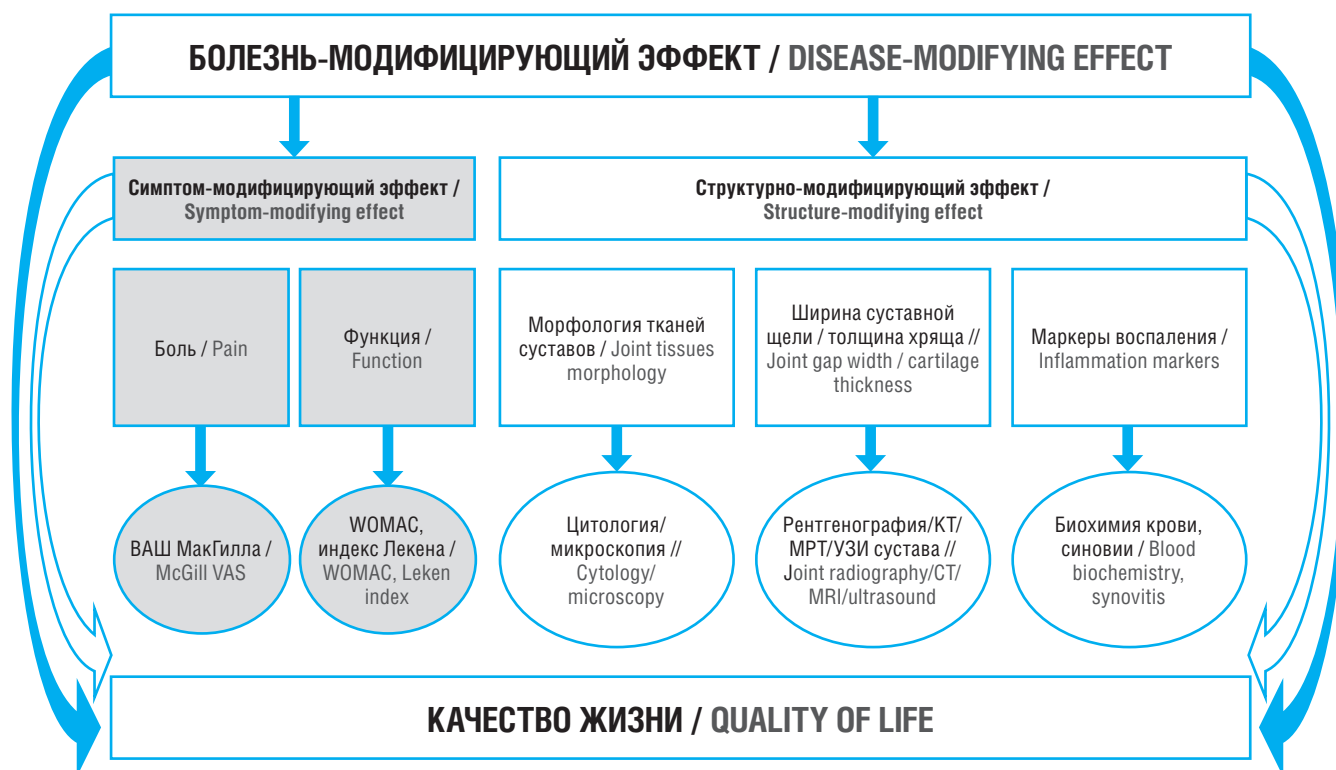 БОЛЕЗНЬ-МОДИФИЦИРУЮЩИЙ ЭФФЕКТ / DISEASE-MODIFYING EFFECT
Симптом-модифицирующий эффект /
Symptom-modifying effect
Структурно-модифицирующий эффект /
Structure-modifying effect
Боль / Pain
Функция /
Function
Морфология тканей
суставов / Joint tissues
morphology
Ширина суставной
щели / толщина хряща //
Joint gap width / cartilage
thickness
Маркеры воспаления /
Inflammation markers
ВАШ МакГилла /
McGill VAS
WOMAC,
индекс Лекена /
WOMAC, Leken
index
Цитология/
микроскопия //
Cytology/
microscopy
Рентгенография/КТ/
МРТ/УЗИ сустава //
Joint radiography/CT/
MRI/ultrasound
Биохимия крови,
синовии / Blood
biochemistry,
synovitis
КАЧЕСТВО ЖИЗНИ / QUALITY OF LIFE